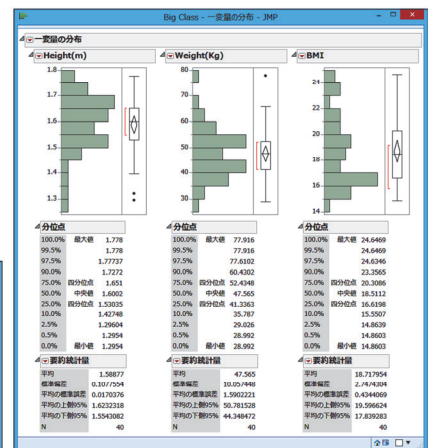 Big Class - 一変量の分布 - JMP
一変量の分布
Height(m)
1.8
1.7
1.6
1.5
1.4
1.3
分位点
100.0% 最大値 1.778
99.5% 1.778
97.5% 1.77737
90.0% 1.7272
75.0% 四分位点 1.651
50.0% 中央値 1.6002
25.0% 四分位点 1.53035
10.0% 1.42748
2.5% 1.29604
0.5% 1.2954
0.0% 最小値 1.2954
要約統計量
平均 1.58877
標準偏差 0.1077554
平均の標準誤差 0.0170376
平均の上側95% 1.6232318
平均の下側95% 1.5543082
N 40
Weight(Kg)
80
70
60
50
40
30
分位点
100.0% 最大値 77.916
99.5% 77.916
97.5% 77.6102
90.0% 60.4302
75.0% 四分位点 52.4348
50.0% 中央値 47.565
25.0% 四分位点 41.3363
10.0% 35.787
2.5% 29.026
0.5% 28.992
0.0% 最小値 28.992
要約統計量
平均 47.565
標準偏差 10.057448
平均の標準誤差 1.5902221
平均の上側95% 50.781528
平均の下側95% 44.348472
N 40
BMI
24
22
20
18
16
14
分位点
100.0% 最大値 24.6469
99.5% 24.6469
97.5% 24.6346
90.0% 23.3565
75.0% 四分位点 20.3086
50.0% 中央値 18.5112
25.0% 四分位点 16.6198
10.0% 15.5507
2.5% 14.8639
0.5% 14.8603
0.0% 最小値 14.8603
要約統計量
平均 18.717954
標準偏差 2.7474304
平均の標準誤差 0.4344069
平均の上側95% 19.596624
平均の下側95% 17.839283
N 40